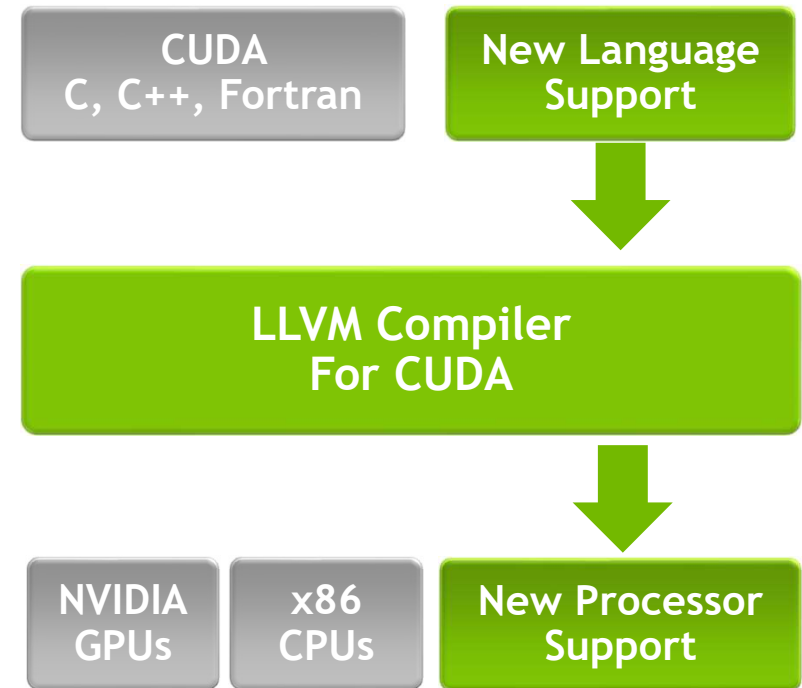 CUDA
C, C++, Fortran
New Language
Support
LLVM Compiler
For CUDA
NVIDIA
GPUs
x86
CPUs
New Processor
Support